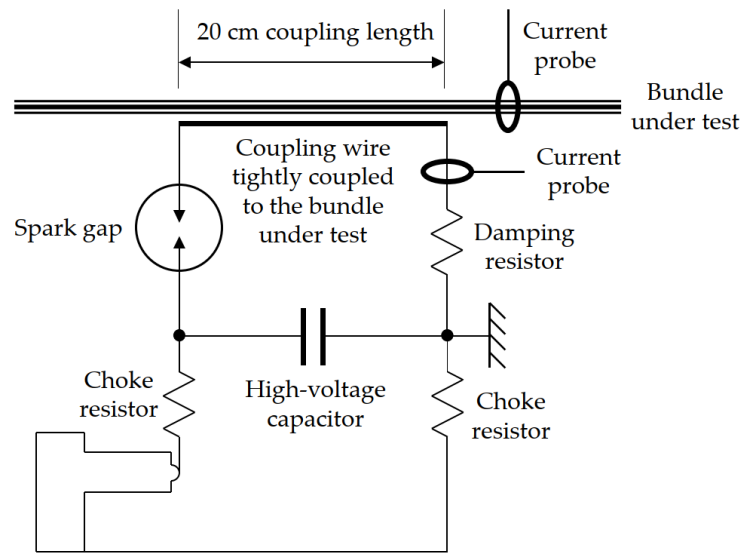 20 cm coupling length
Current
probe
Bundle
under test
Coupling wire
tightly coupled
to the bundle
under test
Current
probe
Spark gap
Damping
resistor
Choke
resistor
High-voltage
capacitor
Choke
resistor